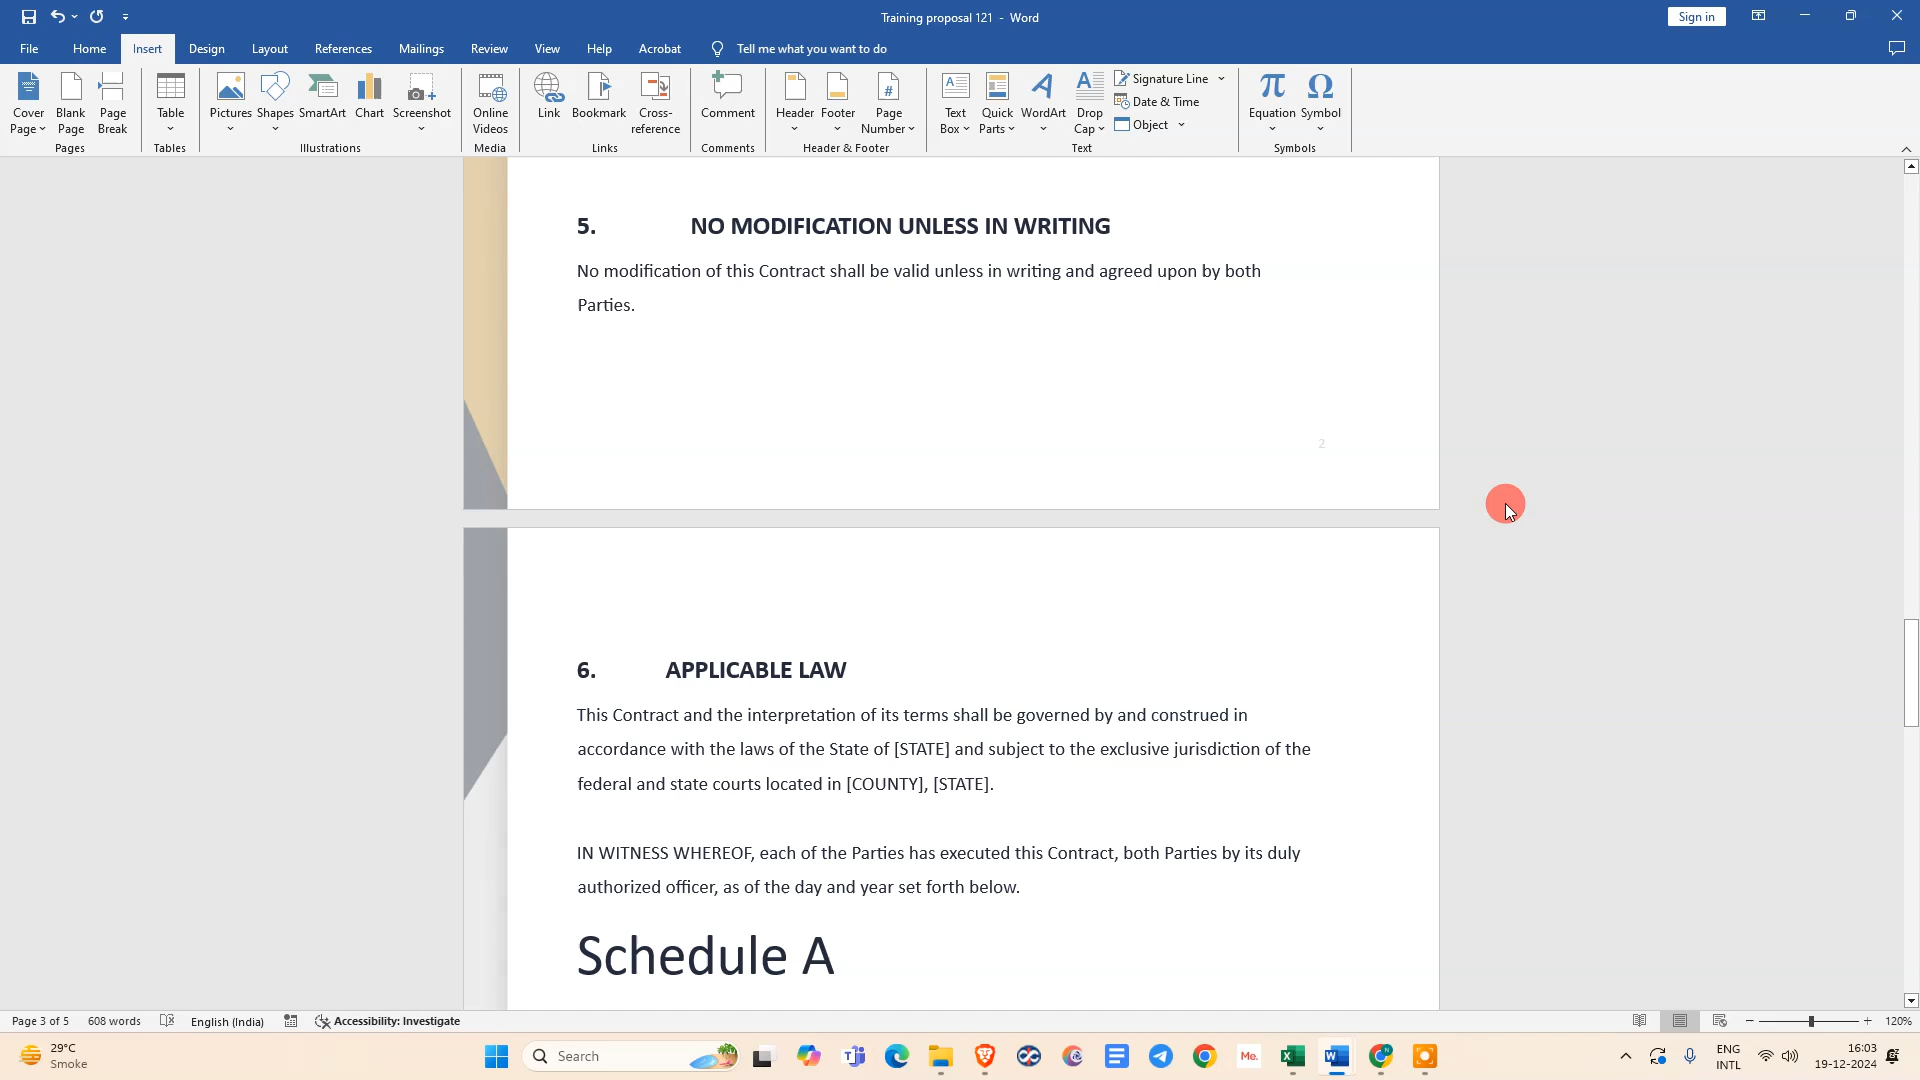 Training proposal 121 - Word
Sign in
File Home Insert Design Layout References Mailings Review View Help Acrobat Tell me what you want to do
Cover Page
Blank Page
Page Break
Pages
Table
Tables
Pictures
Shapes
SmartArt
Chart
Screenshot
Illustrations
Online Videos
Media
Link
Bookmark
Cross-reference
Links
Comment
Comments
Header
Footer
Page Number
Header & Footer
Text Box
Quick Parts
WordArt
Drop Cap
Signature Line
Date & Time
Object
Text
Equation
Symbol
Symbols
5. NO MODIFICATION UNLESS IN WRITING
No modification of this Contract shall be valid unless in writing and agreed upon by both
Parties.
2
6. APPLICABLE LAW
This Contract and the interpretation of its terms shall be governed by and construed in
accordance with the laws of the State of [STATE] and subject to the exclusive jurisdiction of the
federal and state courts located in [COUNTY], [STATE].
IN WITNESS WHEREOF, each of the Parties has executed this Contract, both Parties by its duly
authorized officer, as of the day and year set forth below.
Schedule A
Page 3 of 5 608 words English (India) Accessibility: Investigate 120%
29°C
Smoke
Search
Me.
ENG
INTL
16:03
19-12-2024